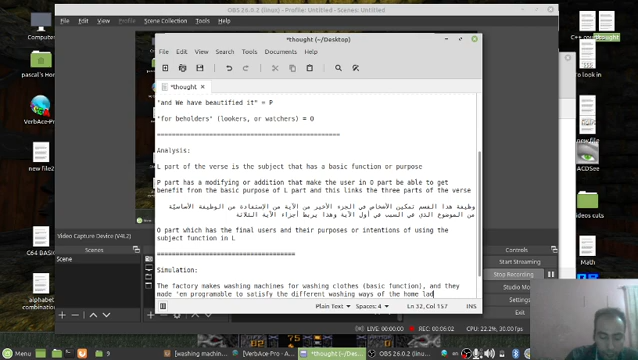 OBS 26.0.2 - Profile: Untitled - Scenes: Untitled
File Edit View Profile Scene Collection Tools Help
*thought (~/Desktop)
File Edit View Search Tools Documents Help
*thought ×
"and We have beautified it" = P
'for beholders' (lookers, or watchers) = O
Analysis:
L part of the verse is the subject that has a basic function or purpose
P part has a modifying or addition that make the user in O part be able to get
benefit from the basic purpose of L part and this links the three parts of the verse
وظيفة هذا القسم تمكين الأشخاص في الجزء الأخير من الآية من الإستفادة من الوظيفة الأساسيّة
من الموضوع الذي في السبب في أول الآية وهذا يربط أجزاء الآية الثلاثة
O part which has the final users and their purposes or intentions of using the
subject function in L
Simulation:
The factory makes washing machines for washing clothes (basic function), and they
made 'em programable to satisfy the different washing ways of the home lad
Plain Text Spaces: 4 Ln 32, Col 157 INS
Computer
pascal's Home
VerbAce-Pro
new file2
C64 BASIC
C++ thought
to look in
ACDSee
videos cuts
new file
Video Capture Device (V4L2)
Scenes
Scene
Controls
Start Streaming
Stop Recording
Studio Mode
Settings
Exit
LIVE: 00:00:00
REC: 00:06:02
CPU: 22.2%, 30.00 fps
[washing machin...
[VerbAce-Pro A...
*thought (~/Des...
OBS 26.0.2 (64...